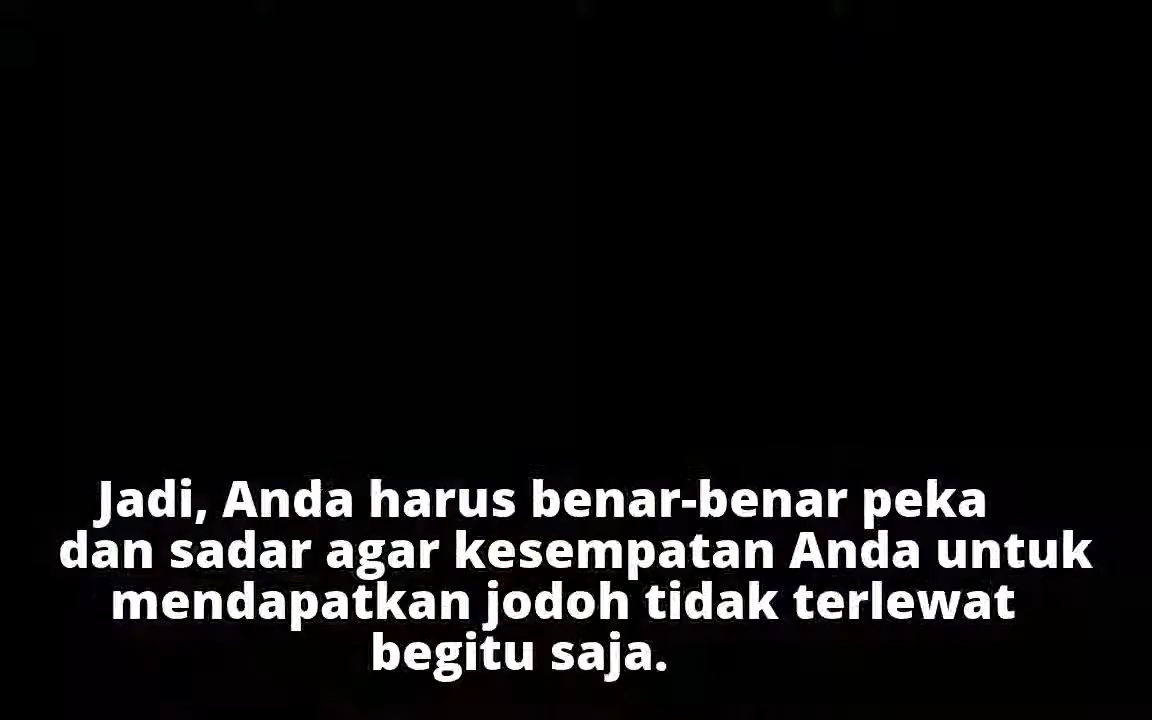 Jadi, Anda harus benar-benar peka
dan sadar agar kesempatan Anda untuk
mendapatkan jodoh tidak terlewat
begitu saja.